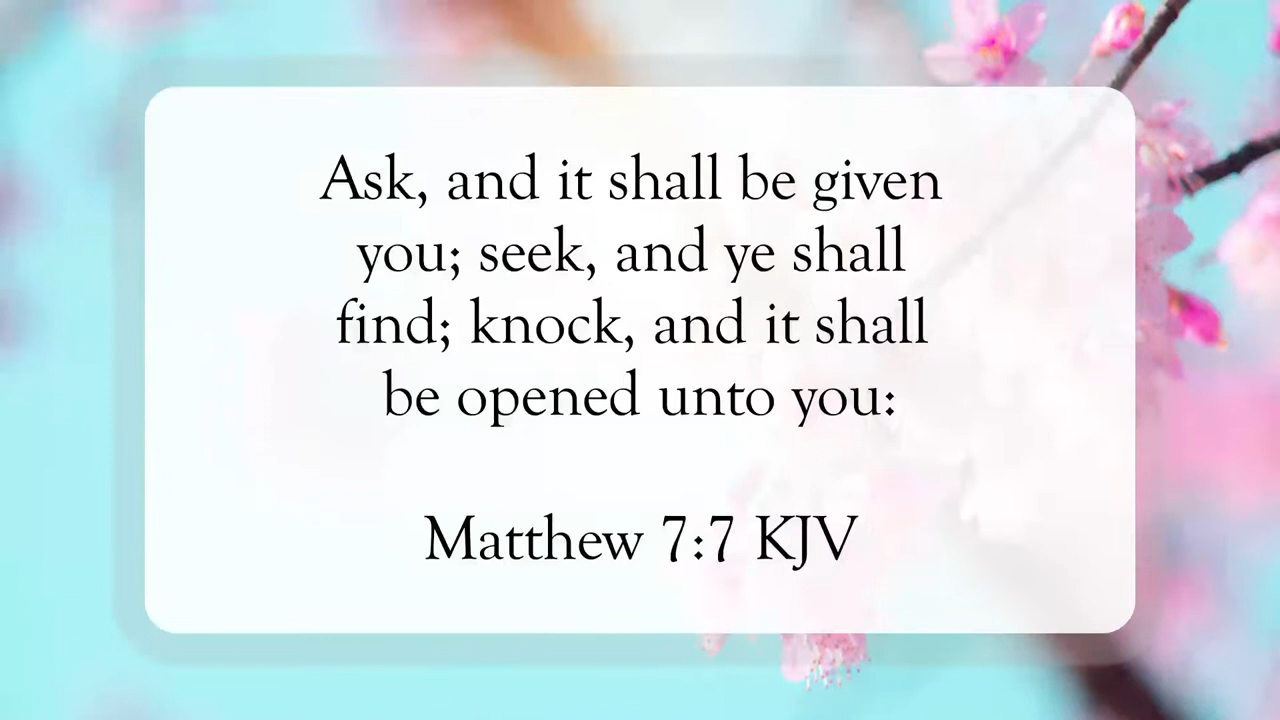 Ask, and it shall be given
you; seek, and ye shall
find; knock, and it shall
be opened unto you:
Matthew 7:7 KJV